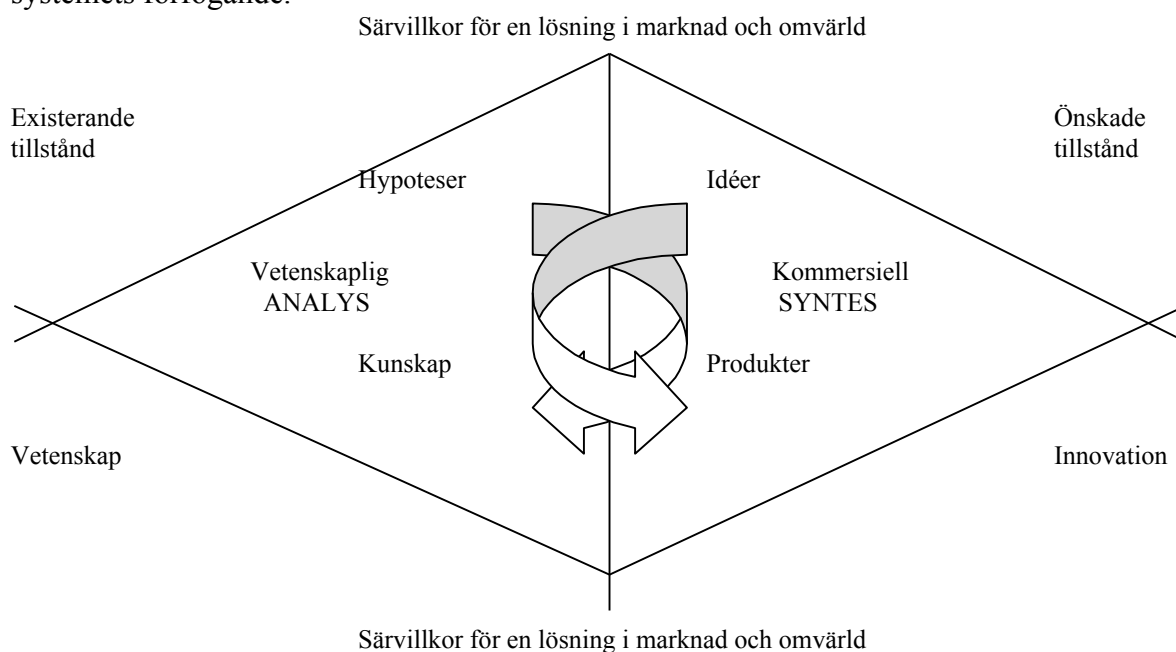 systemets förfogande.
Särvillkor för en lösning i marknad och omvärld
Existerande
tillstånd
Önskade
tillstånd
Hypoteser
Idéer
Vetenskaplig
ANALYS
Kommersiell
SYNTES
Kunskap
Produkter
Vetenskap
Innovation
Särvillkor för en lösning i marknad och omvärld